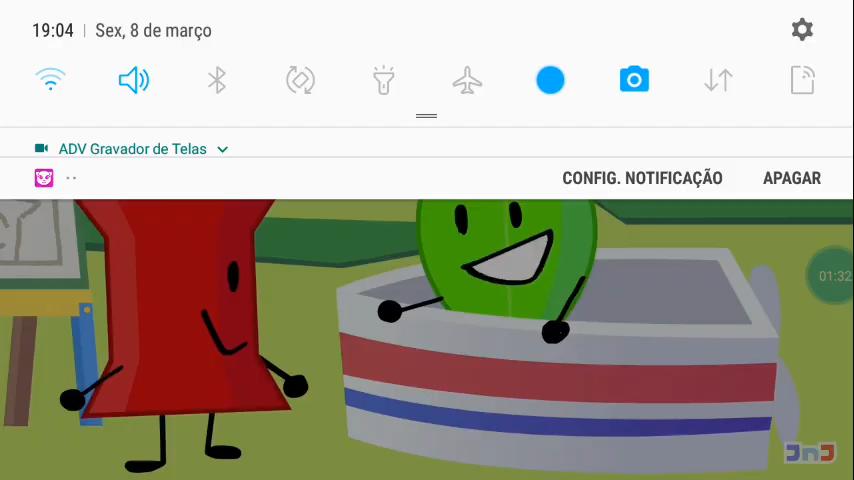 19:04 | Sex, 8 de março
ADV Gravador de Telas
·· CONFIG. NOTIFICAÇÃO APAGAR
01:32
JnJ